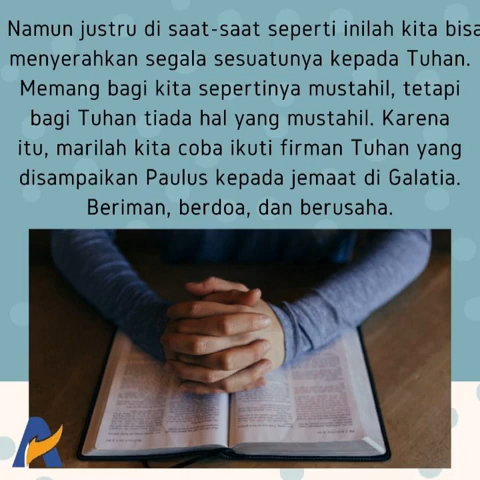 Namun justru di saat-saat seperti inilah kita bisa
menyerahkan segala sesuatunya kepada Tuhan.
Memang bagi kita sepertinya mustahil, tetapi
bagi Tuhan tiada hal yang mustahil. Karena
itu, marilah kita coba ikuti firman Tuhan yang
disampaikan Paulus kepada jemaat di Galatia.
Beriman, berdoa, dan berusaha.